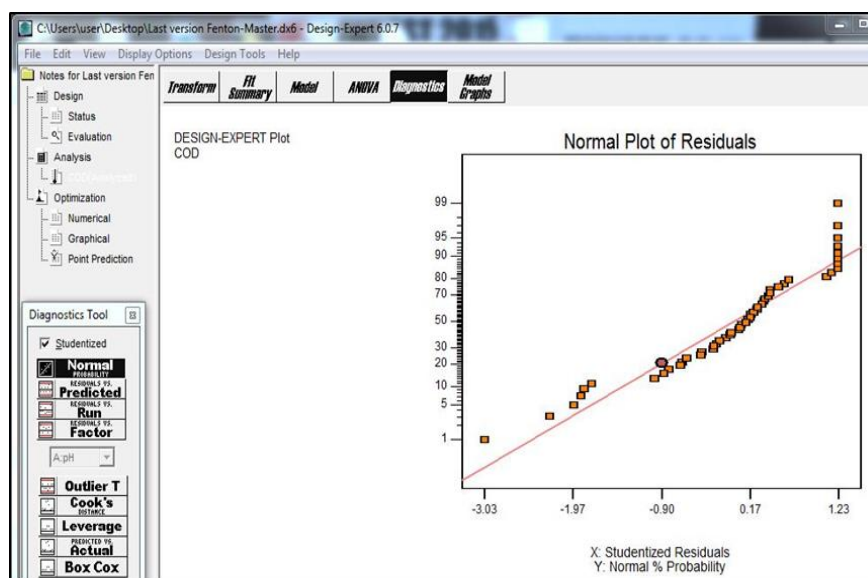 C:\Users\user\Desktop\Last version Fenton-Master.dx6 - Design-Expert 6.0.7
File Edit View Display Options Design Tools Help
Notes for Last version Fen
Design
Status
Evaluation
Analysis
Optimization
Numerical
Graphical
Point Prediction
Transform
Fit Summary
Model
ANOVA
Diagnostics
Model Graphs
DESIGN-EXPERT Plot
COD
Normal Plot of Residuals
99
95
90
80
70
50
30
20
10
5
1
-3.03 -1.97 -0.90 0.17 1.23
X: Studentized Residuals
Y: Normal % Probability
Diagnostics Tool
Studentized
Normal
PROBABILITY
RESIDUALS VS.
Predicted
RESIDUALS VS.
Run
RESIDUALS VS.
Factor
A:pH
Outlier T
Cook's
DISTANCE
Leverage
PREDICTED VS.
Actual
Box Cox